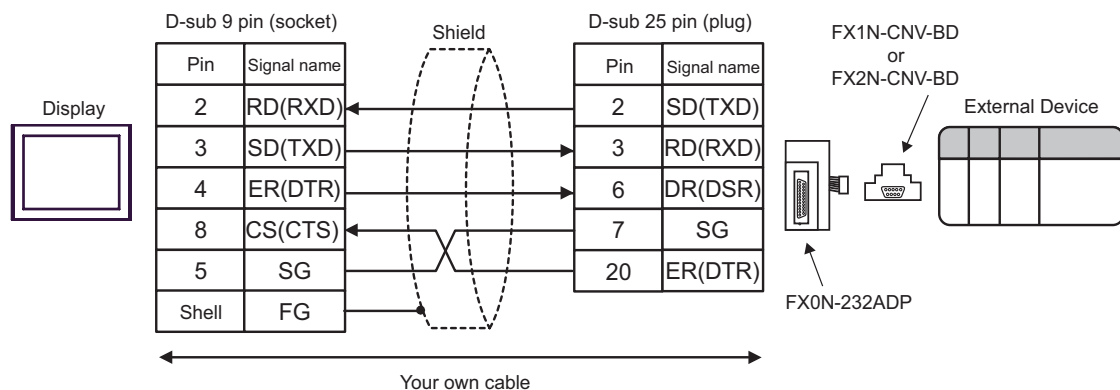 D-sub 9 pin (socket)
Shield
D-sub 25 pin (plug)
FX1N-CNV-BD
or
FX2N-CNV-BD
Display
External Device
Pin Signal name
2 RD(RXD)
3 SD(TXD)
4 ER(DTR)
8 CS(CTS)
5 SG
Shell FG
Pin Signal name
2 SD(TXD)
3 RD(RXD)
6 DR(DSR)
7 SG
20 ER(DTR)
FX0N-232ADP
Your own cable